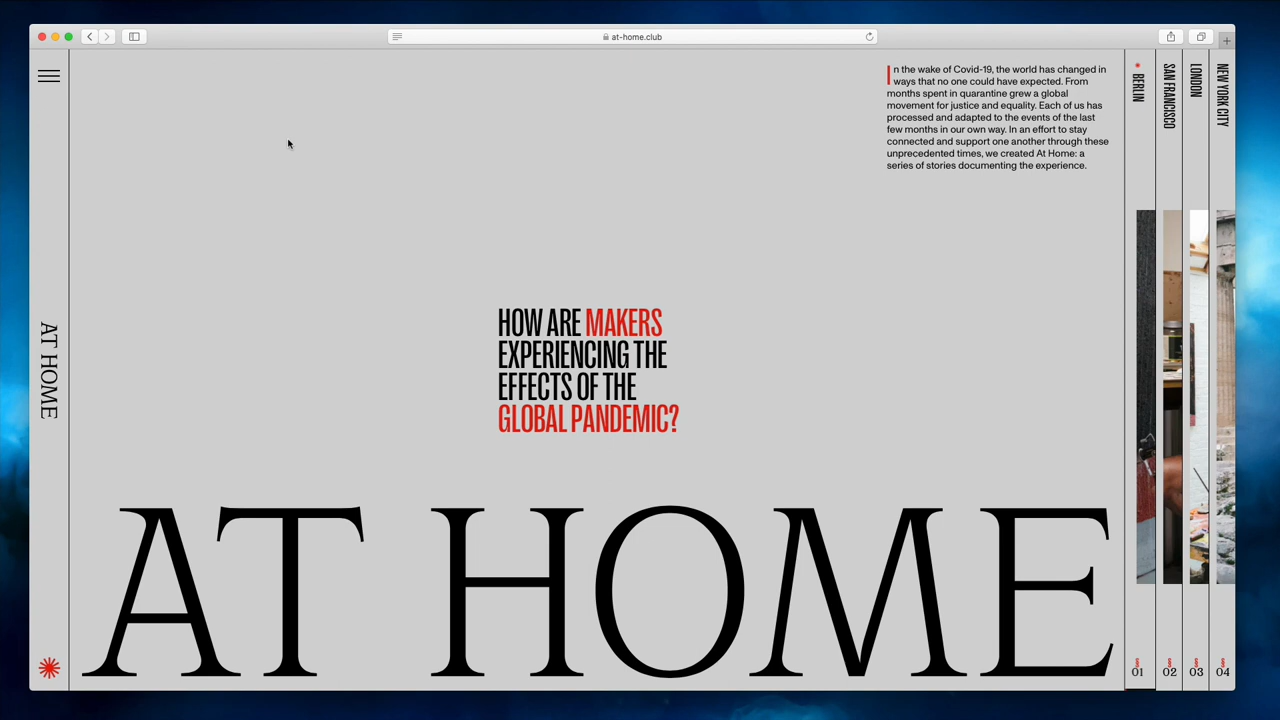 at-home.club
In the wake of Covid-19, the world has changed in
ways that no one could have expected. From
months spent in quarantine grew a global
movement for justice and equality. Each of us has
processed and adapted to the events of the last
few months in our own way. In an effort to stay
connected and support one another through these
unprecedented times, we created At Home: a
series of stories documenting the experience.
BERLIN
SAN FRANCISCO
LONDON
NEW YORK CITY
AT HOME
HOW ARE MAKERS
EXPERIENCING THE
EFFECTS OF THE
GLOBAL PANDEMIC?
AT HOME
§ 01
§ 02
§ 03
§ 04